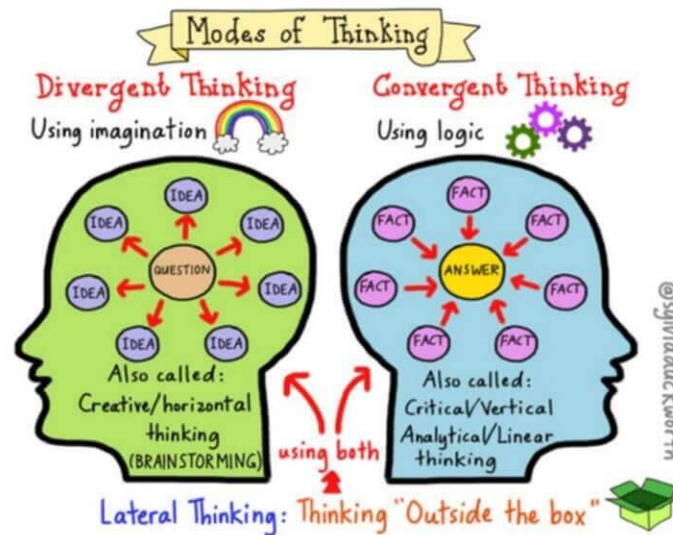 Modes of Thinking
Divergent Thinking
Using imagination
IDEA
IDEA
IDEA
IDEA
IDEA
IDEA
IDEA
QUESTION
Also called:
Creative/horizontal
thinking
(BRAINSTORMING)
Convergent Thinking
Using logic
FACT
FACT
FACT
FACT
FACT
FACT
FACT
ANSWER
Also called:
Critical/Vertical
Analytical/Linear
thinking
using both
Lateral Thinking: Thinking "Outside the box"
@sylviaduckworth